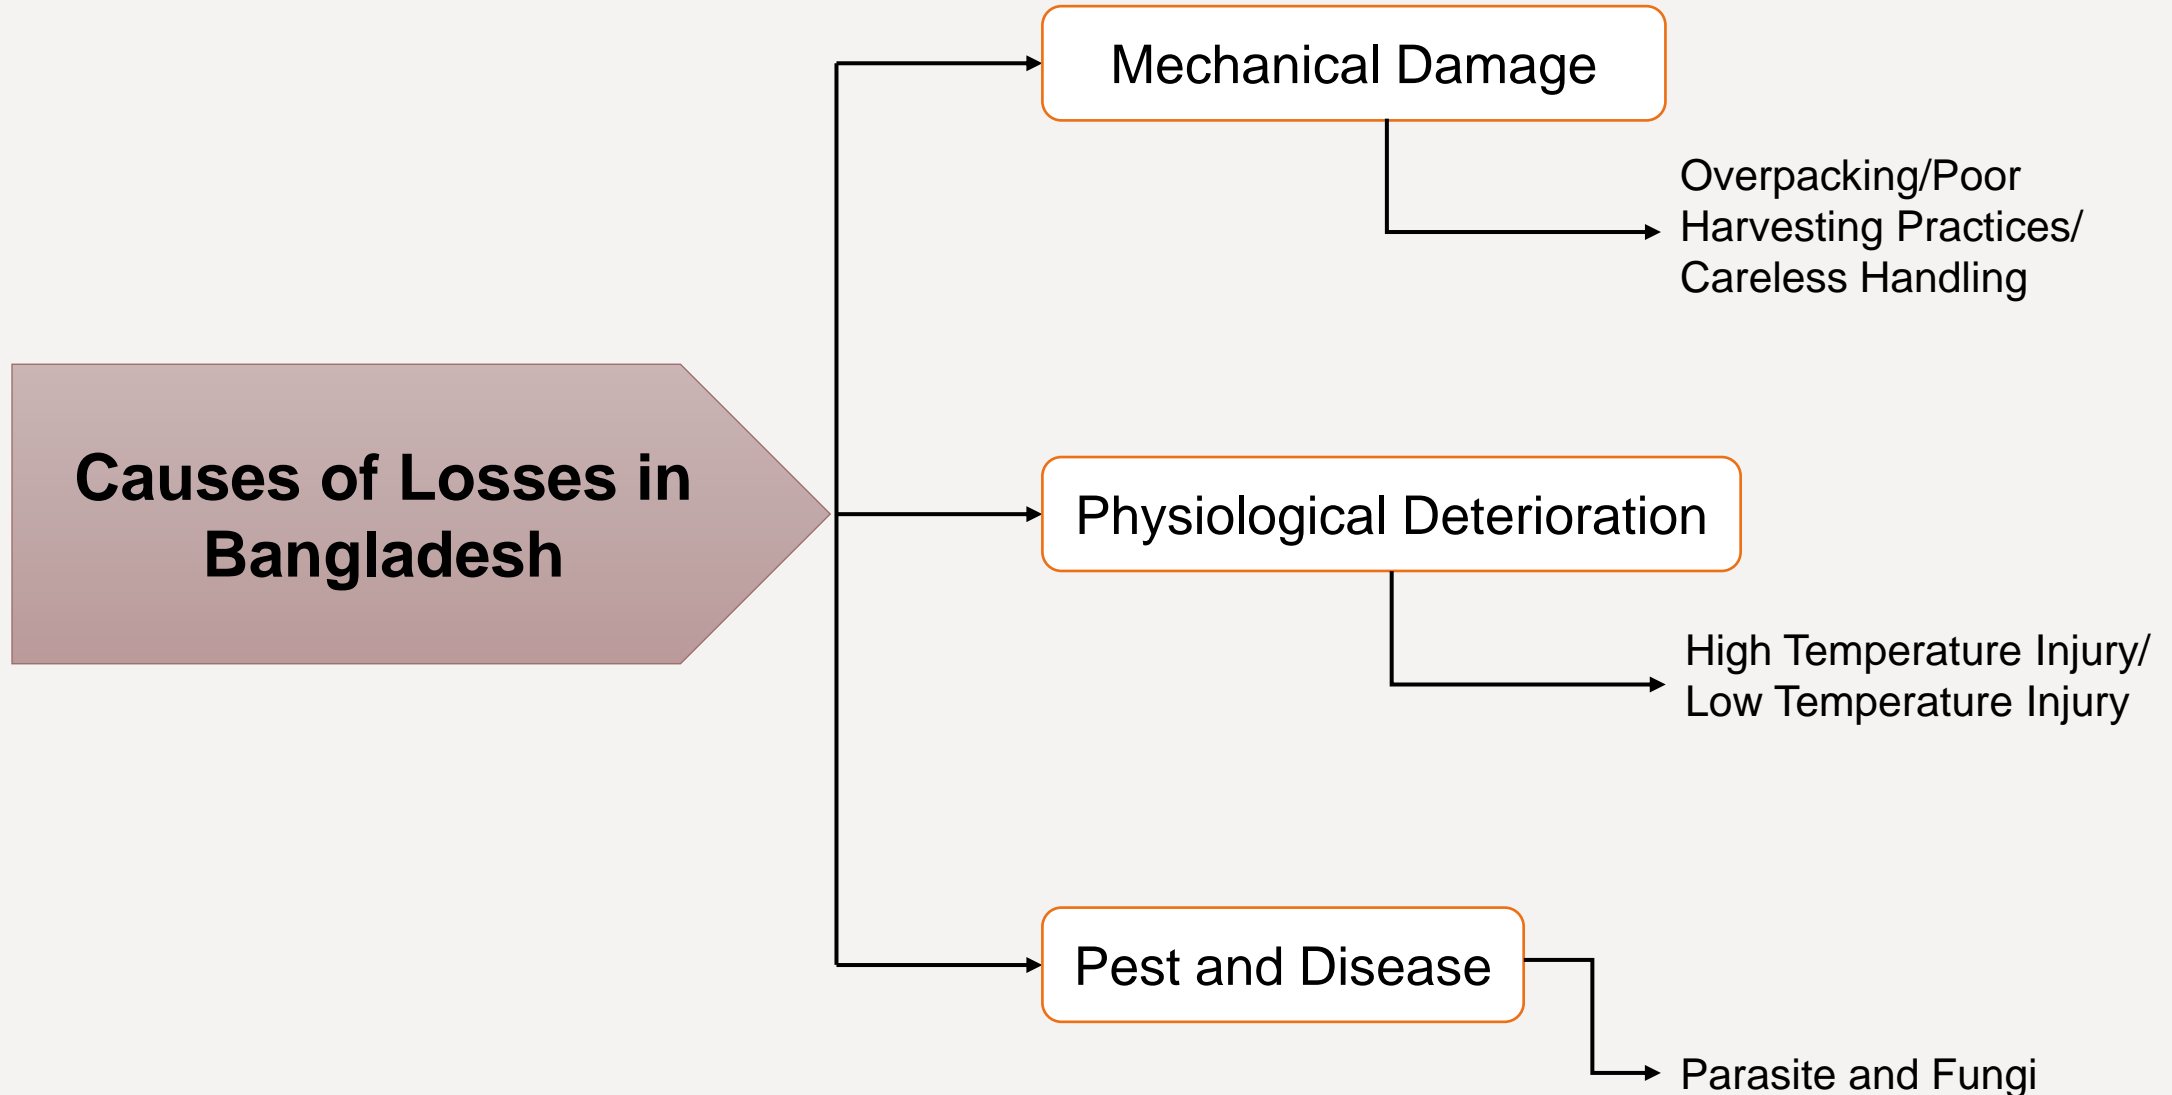 Causes of Losses in
Bangladesh
Mechanical Damage
Overpacking/Poor
Harvesting Practices/
Careless Handling
Physiological Deterioration
High Temperature Injury/
Low Temperature Injury
Pest and Disease
Parasite and Fungi